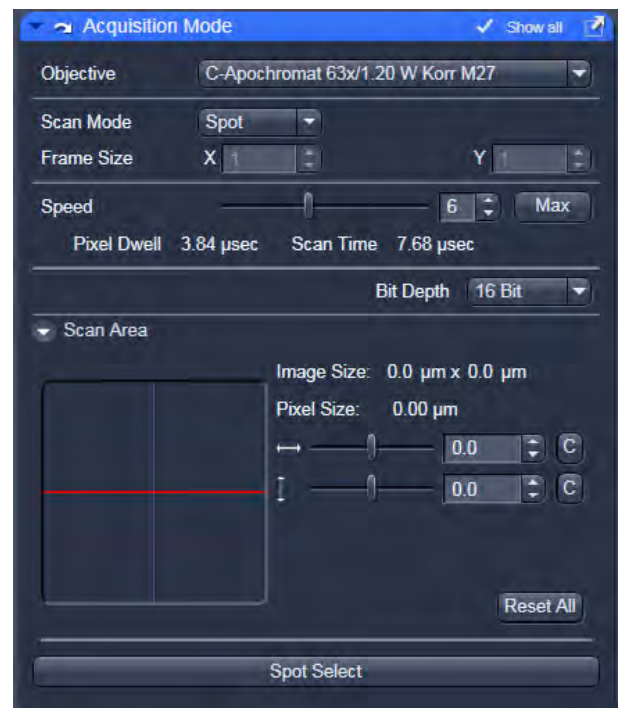 Acquisition Mode Show all
Objective C-Apochromat 63x/1.20 W Korr M27
Scan Mode Spot
Frame Size X 1 Y 1
Speed 6 Max
Pixel Dwell 3.84 µsec Scan Time 7.68 µsec
Bit Depth 16 Bit
Scan Area
Image Size: 0.0 µm x 0.0 µm
Pixel Size: 0.00 µm
0.0 C
0.0 C
Reset All
Spot Select